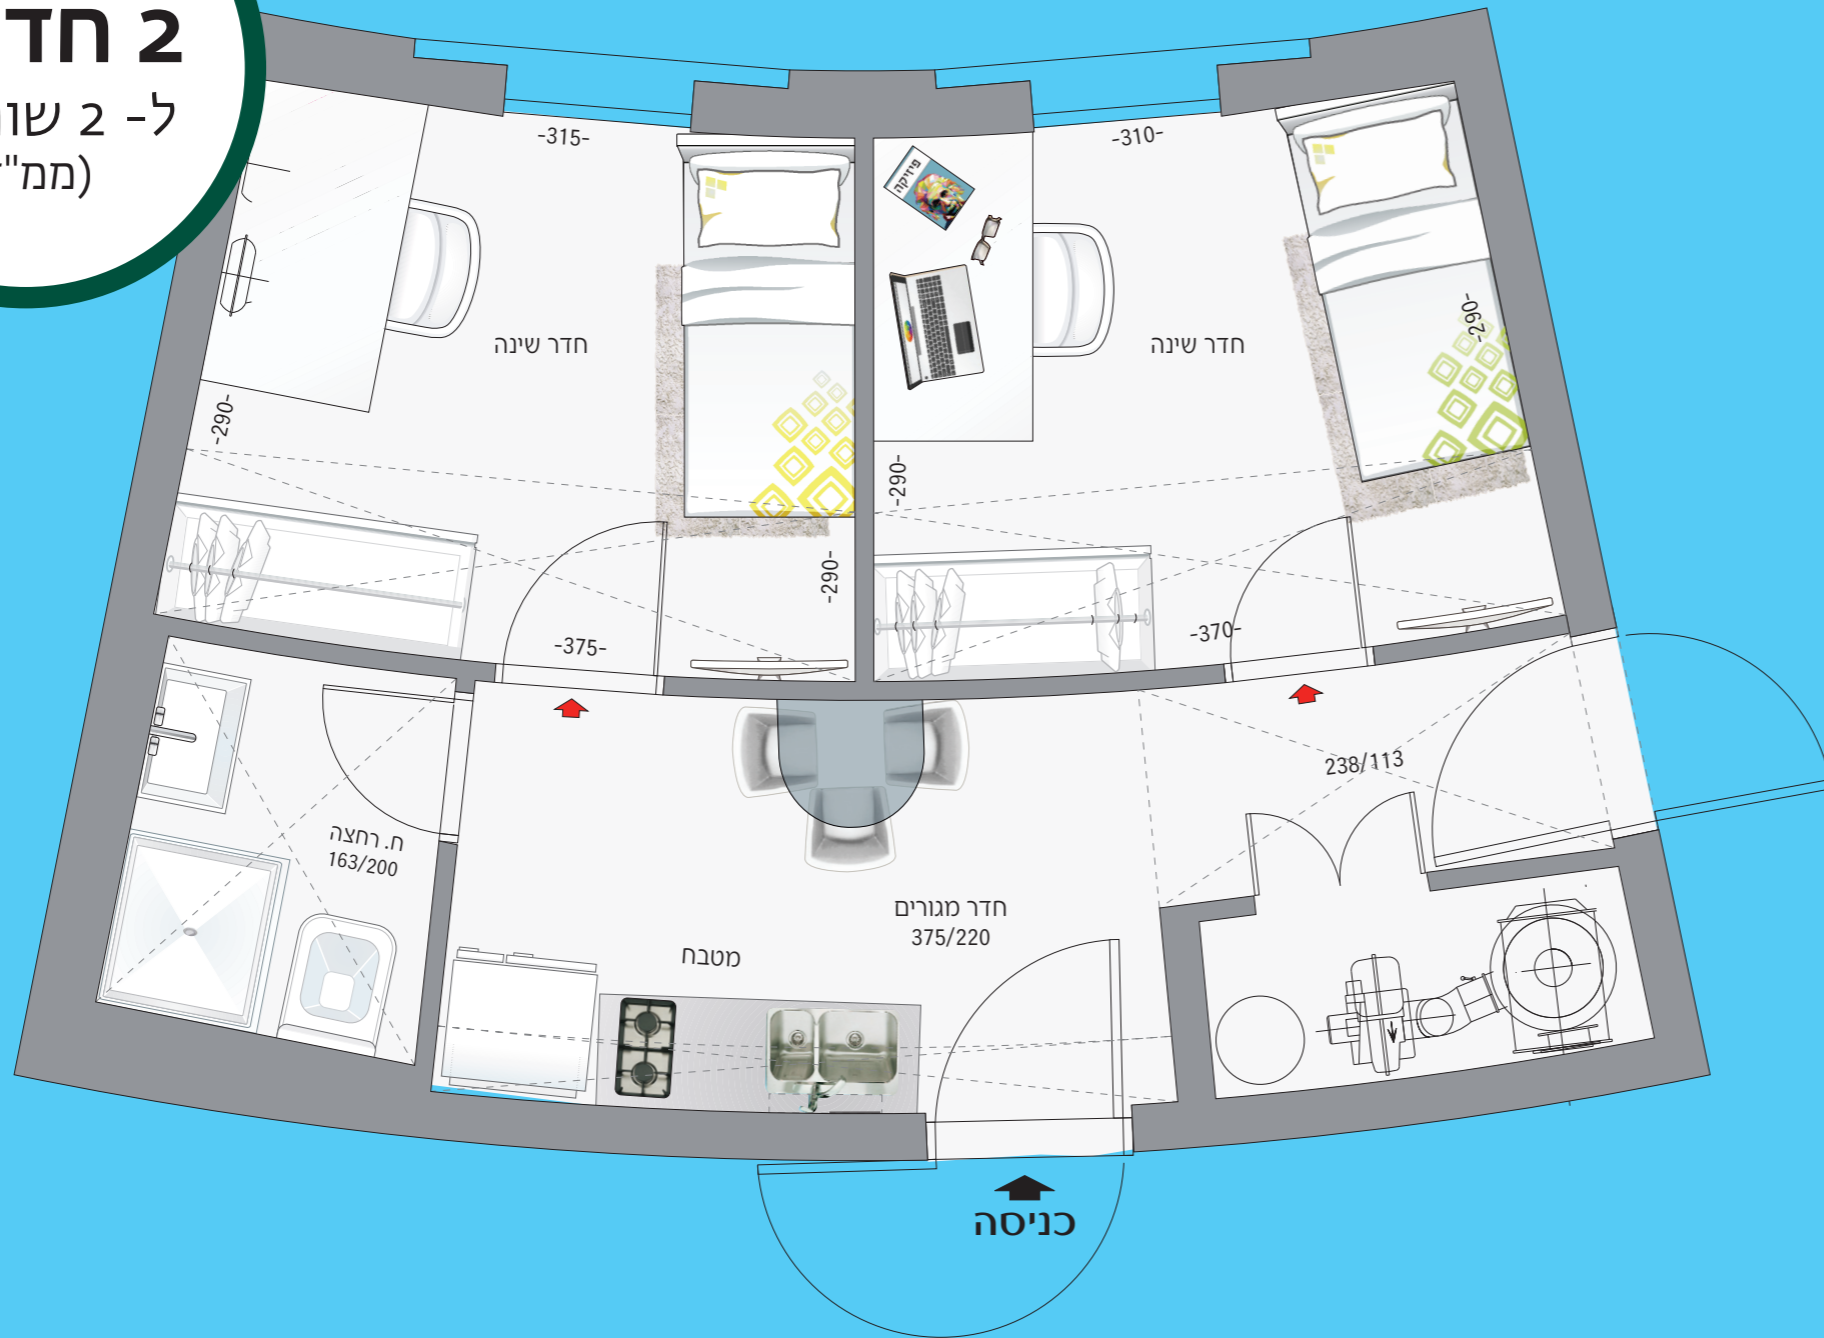 2 חד
ל- 2 שו
(ממ"
-315-
-310-
פיזיקה
חדר שינה
חדר שינה
-290-
-290-
-290-
-290-
-375-
-370-
238/113
ח. רחצה
163/200
חדר מגורים
375/220
מטבח
כניסה